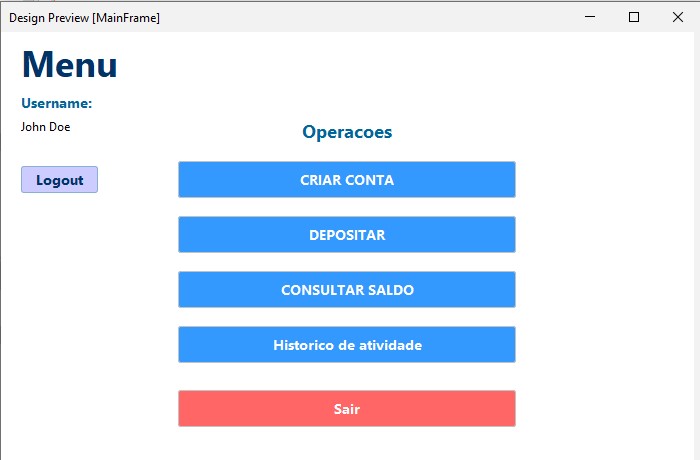 Design Preview [MainFrame]
Menu
Username:
John Doe
Operacoes
Logout
CRIAR CONTA
DEPOSITAR
CONSULTAR SALDO
Historico de atividade
Sair